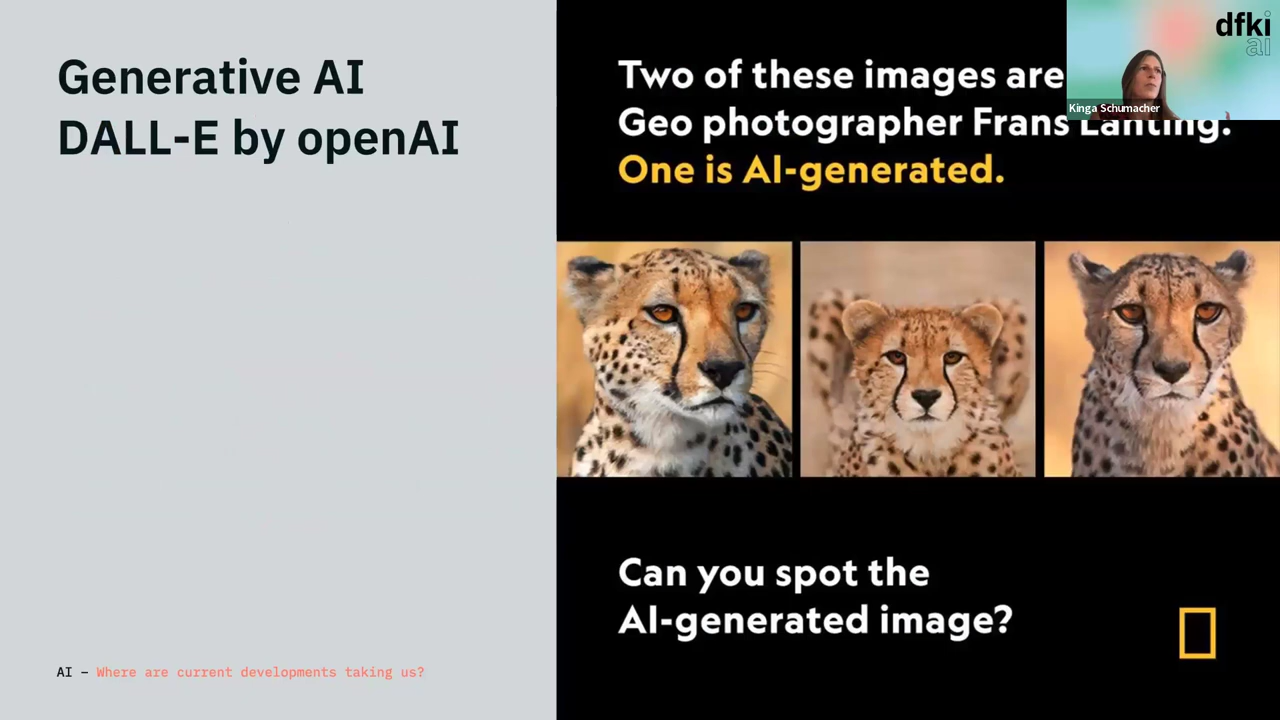 Generative AI
DALL-E by openAI
Two of these images are
Geo photographer Frans Lanting.
One is AI-generated.
dfki
ai
Kinga Schumacher
Can you spot the
AI-generated image?
AI – Where are current developments taking us?